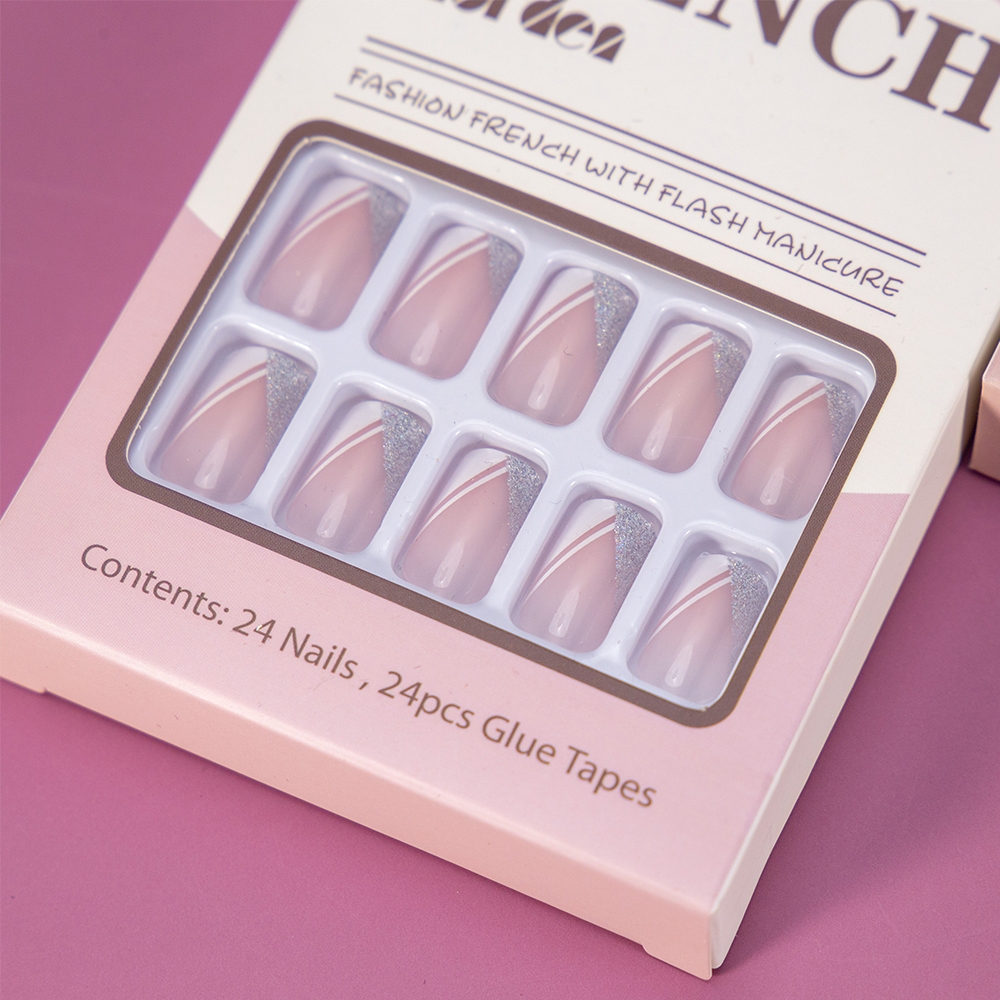 FASHION FRENCH WITH FLASH MANICURE
Contents: 24 Nails , 24pcs Glue Tapes